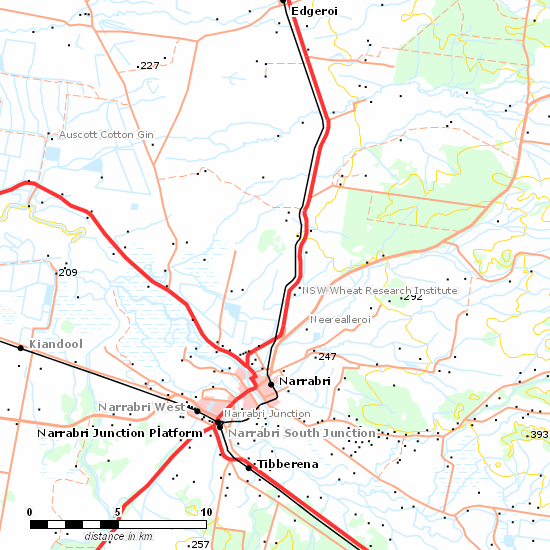 Edgeroi
227
Auscott Cotton Gin
209
NSW Wheat Research Institute
292
Neerealleroi
Kiandool
247
Narrabri
Narrabri West
Narrabri Junction
Narrabri Junction Platform
Narrabri South Junction
393
Tibberena
0 5 10
distance in km
257